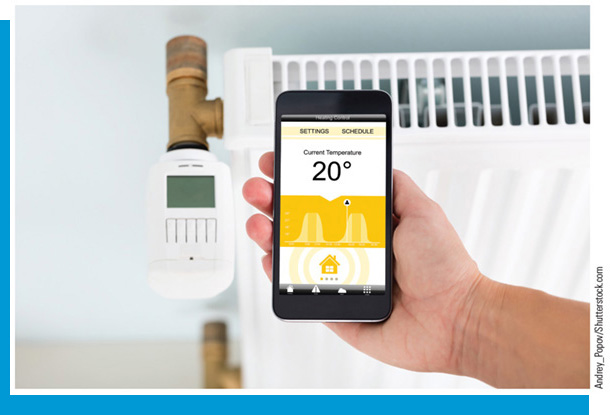 Heating Control
SETTINGS SCHEDULE
Current Temperature
20°
Andrey_Popov/Shutterstock.com